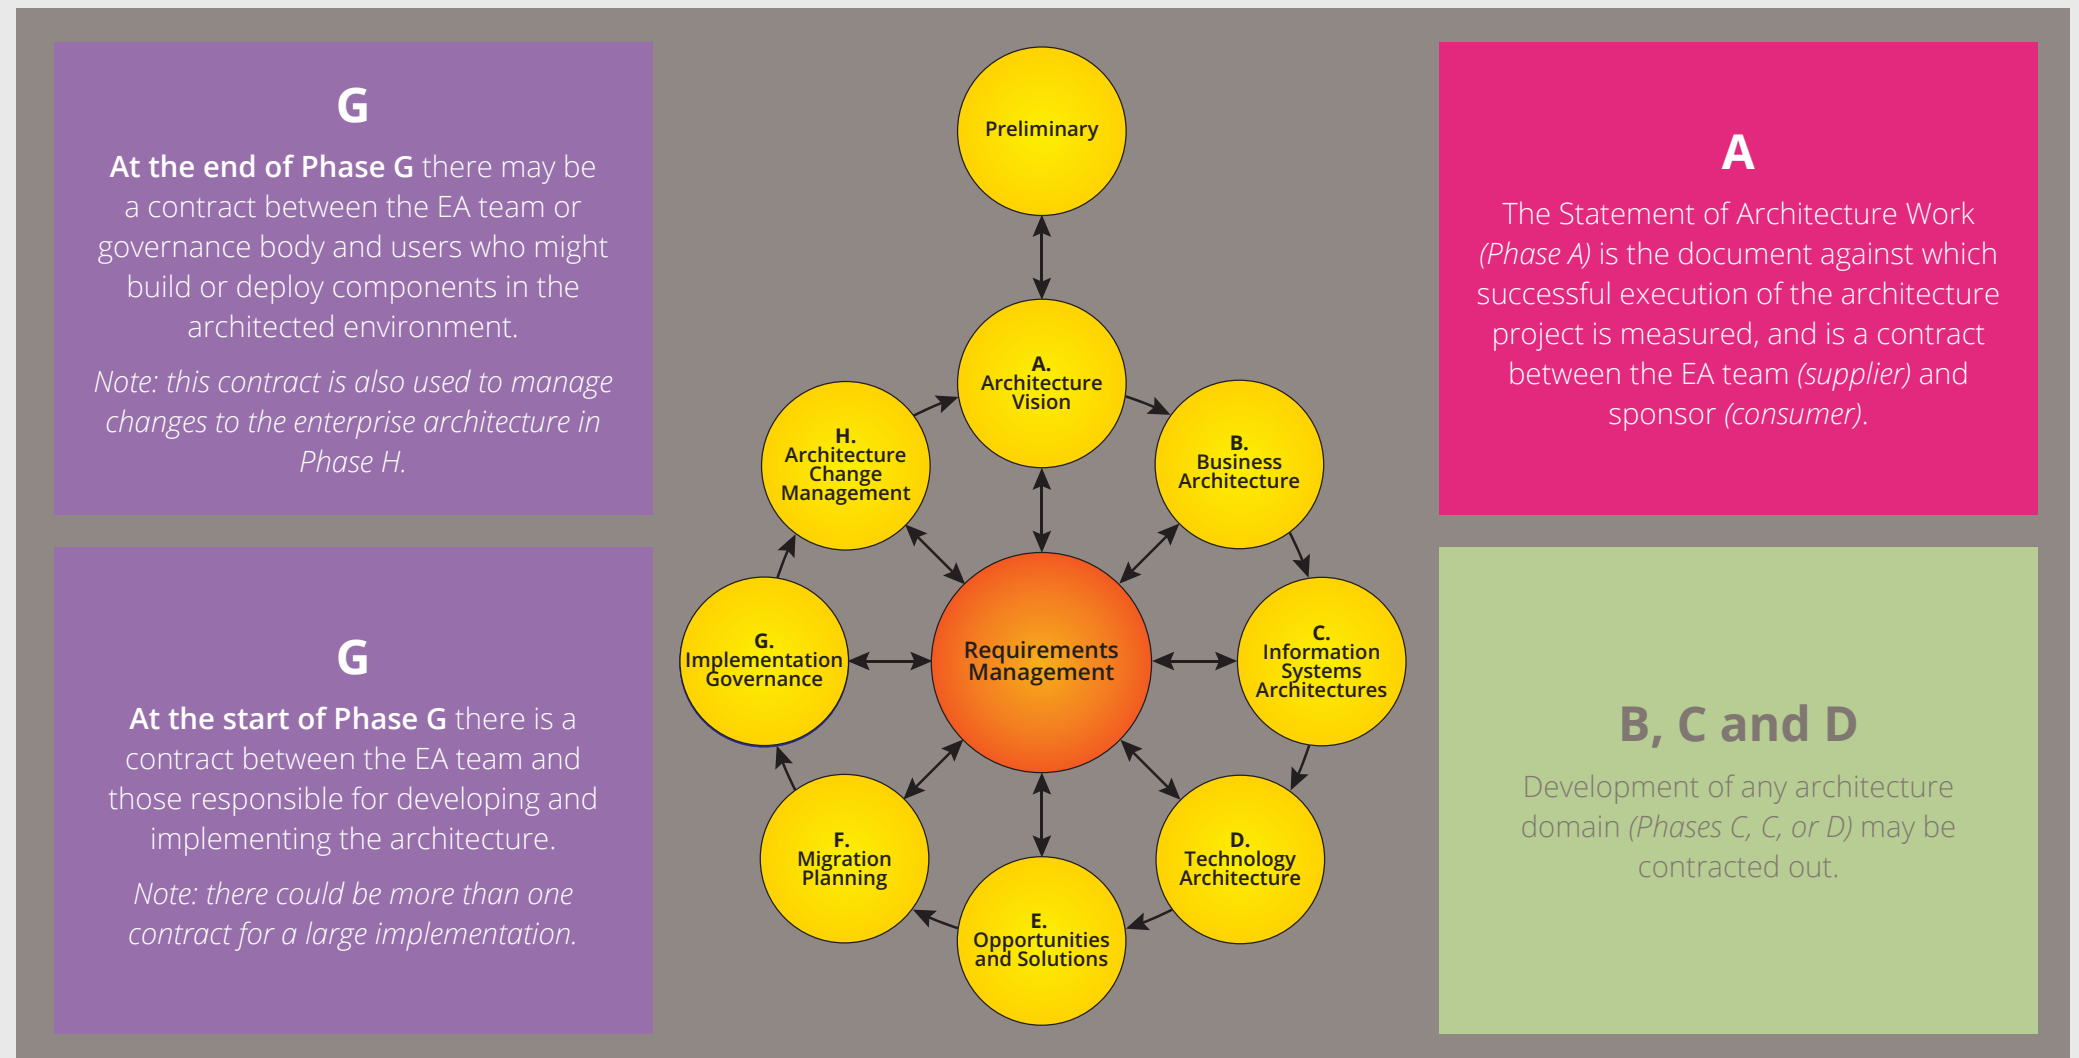 G
At the end of Phase G there may be
a contract between the EA team or
governance body and users who might
build or deploy components in the
architected environment.
Note: this contract is also used to manage
changes to the enterprise architecture in
Phase H.
G
At the start of Phase G there is a
contract between the EA team and
those responsible for developing and
implementing the architecture.
Note: there could be more than one
contract for a large implementation.
Preliminary
A.
Architecture
Vision
B.
Business
Architecture
C.
Information
Systems
Architectures
D.
Technology
Architecture
E.
Opportunities
and Solutions
F.
Migration
Planning
G.
Implementation
Governance
H.
Architecture
Change
Management
Requirements
Management
A
The Statement of Architecture Work
(Phase A) is the document against which
successful execution of the architecture
project is measured, and is a contract
between the EA team (supplier) and
sponsor (consumer).
B, C and D
Development of any architecture
domain (Phases C, C, or D) may be
contracted out.